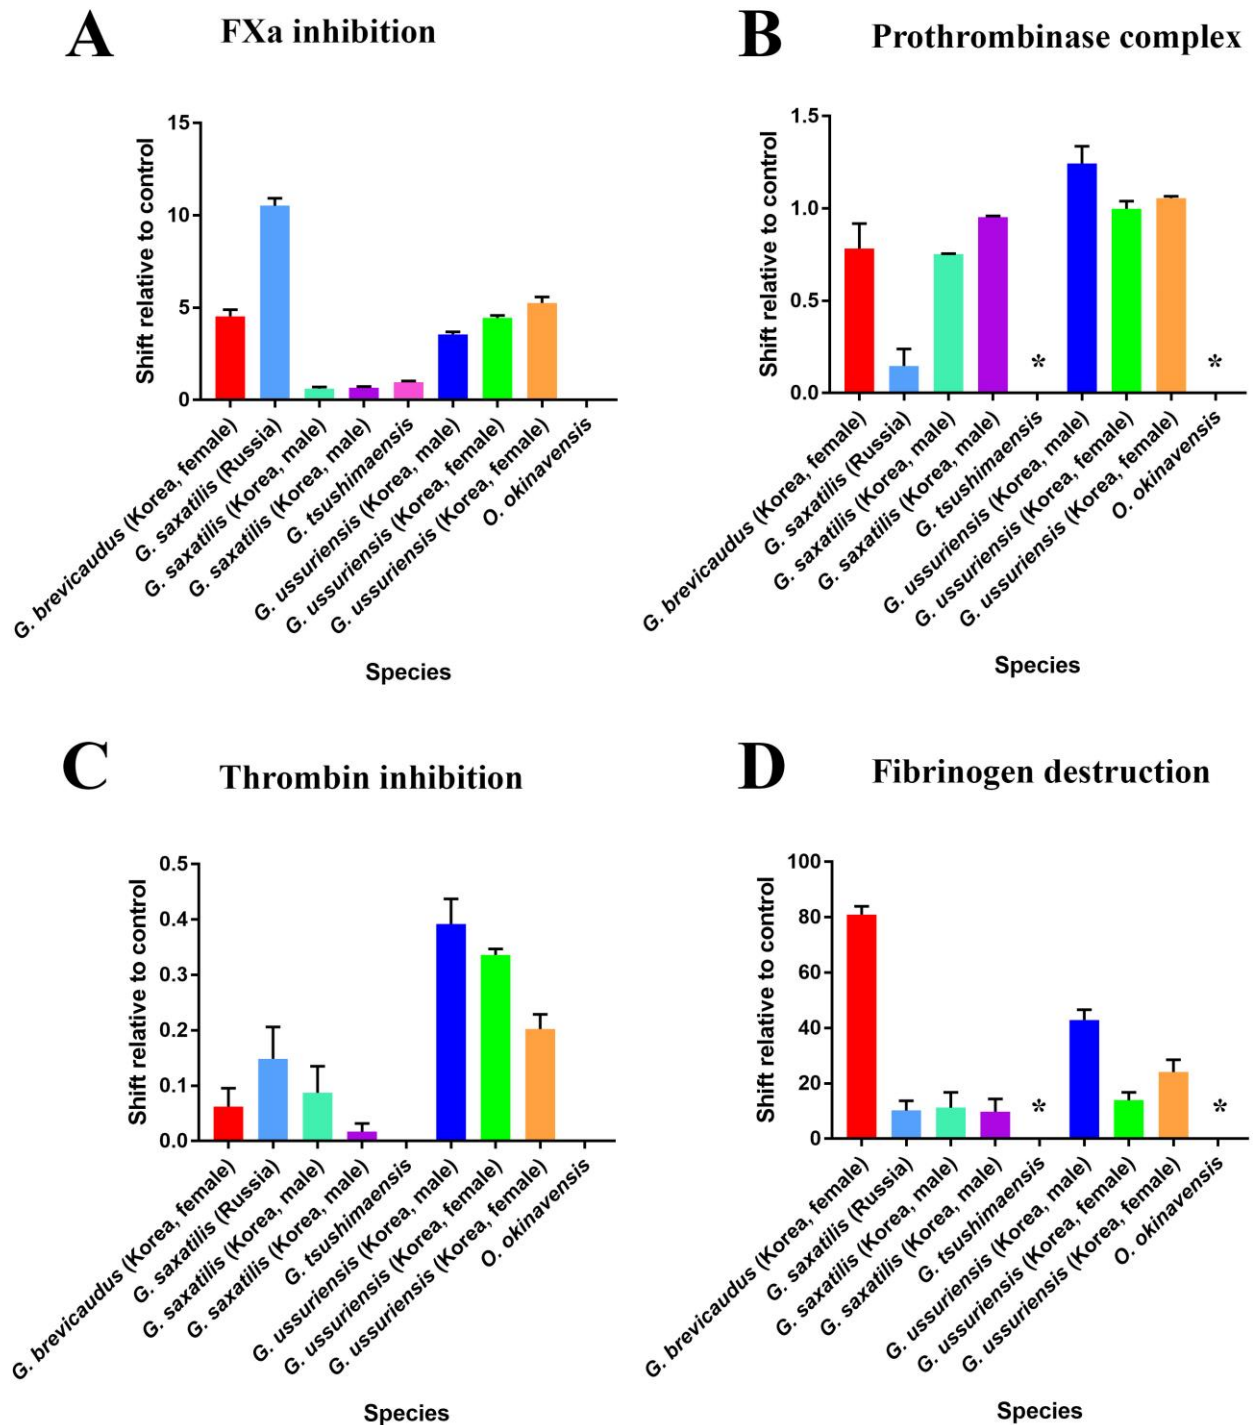 A
FXa inhibition
Shift relative to control
15
10
5
0
G. brevicaudus (Korea, female)
G. saxatilis (Russia)
G. saxatilis (Korea, male)
G. saxatilis (Korea, male)
G. tsushimaensis
G. ussuriensis (Korea, male)
G. ussuriensis (Korea, female)
G. ussuriensis (Korea, female)
O. okinavensis
Species
B
Prothrombinase complex
Shift relative to control
1.5
1.0
0.5
0.0
*
*
G. brevicaudus (Korea, female)
G. saxatilis (Russia)
G. saxatilis (Korea, male)
G. saxatilis (Korea, male)
G. tsushimaensis
G. ussuriensis (Korea, male)
G. ussuriensis (Korea, female)
G. ussuriensis (Korea, female)
O. okinavensis
Species
C
Thrombin inhibition
Shift relative to control
0.5
0.4
0.3
0.2
0.1
0.0
G. brevicaudus (Korea, female)
G. saxatilis (Russia)
G. saxatilis (Korea, male)
G. saxatilis (Korea, male)
G. tsushimaensis
G. ussuriensis (Korea, male)
G. ussuriensis (Korea, female)
G. ussuriensis (Korea, female)
O. okinavensis
Species
D
Fibrinogen destruction
Shift relative to control
100
80
60
40
20
0
*
*
G. brevicaudus (Korea, female)
G. saxatilis (Russia)
G. saxatilis (Korea, male)
G. saxatilis (Korea, male)
G. tsushimaensis
G. ussuriensis (Korea, male)
G. ussuriensis (Korea, female)
G. ussuriensis (Korea, female)
O. okinavensis
Species